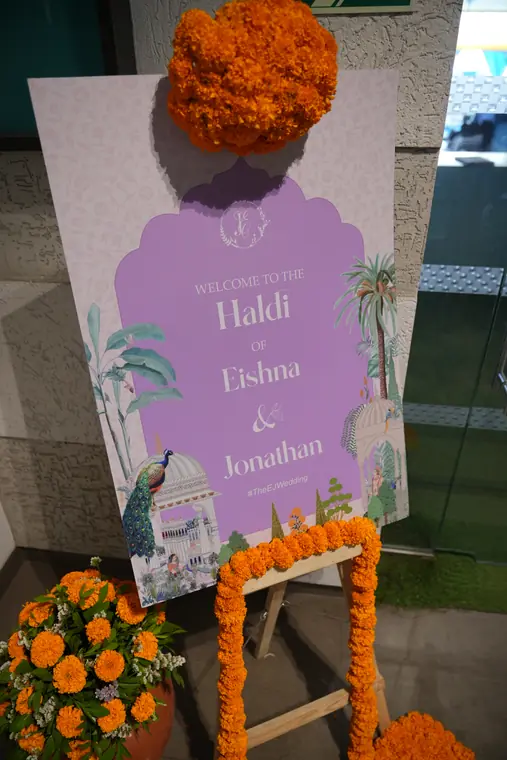 WELCOME TO THE
Haldi
OF
Eishna
&
Jonathan
#TheEJWedding